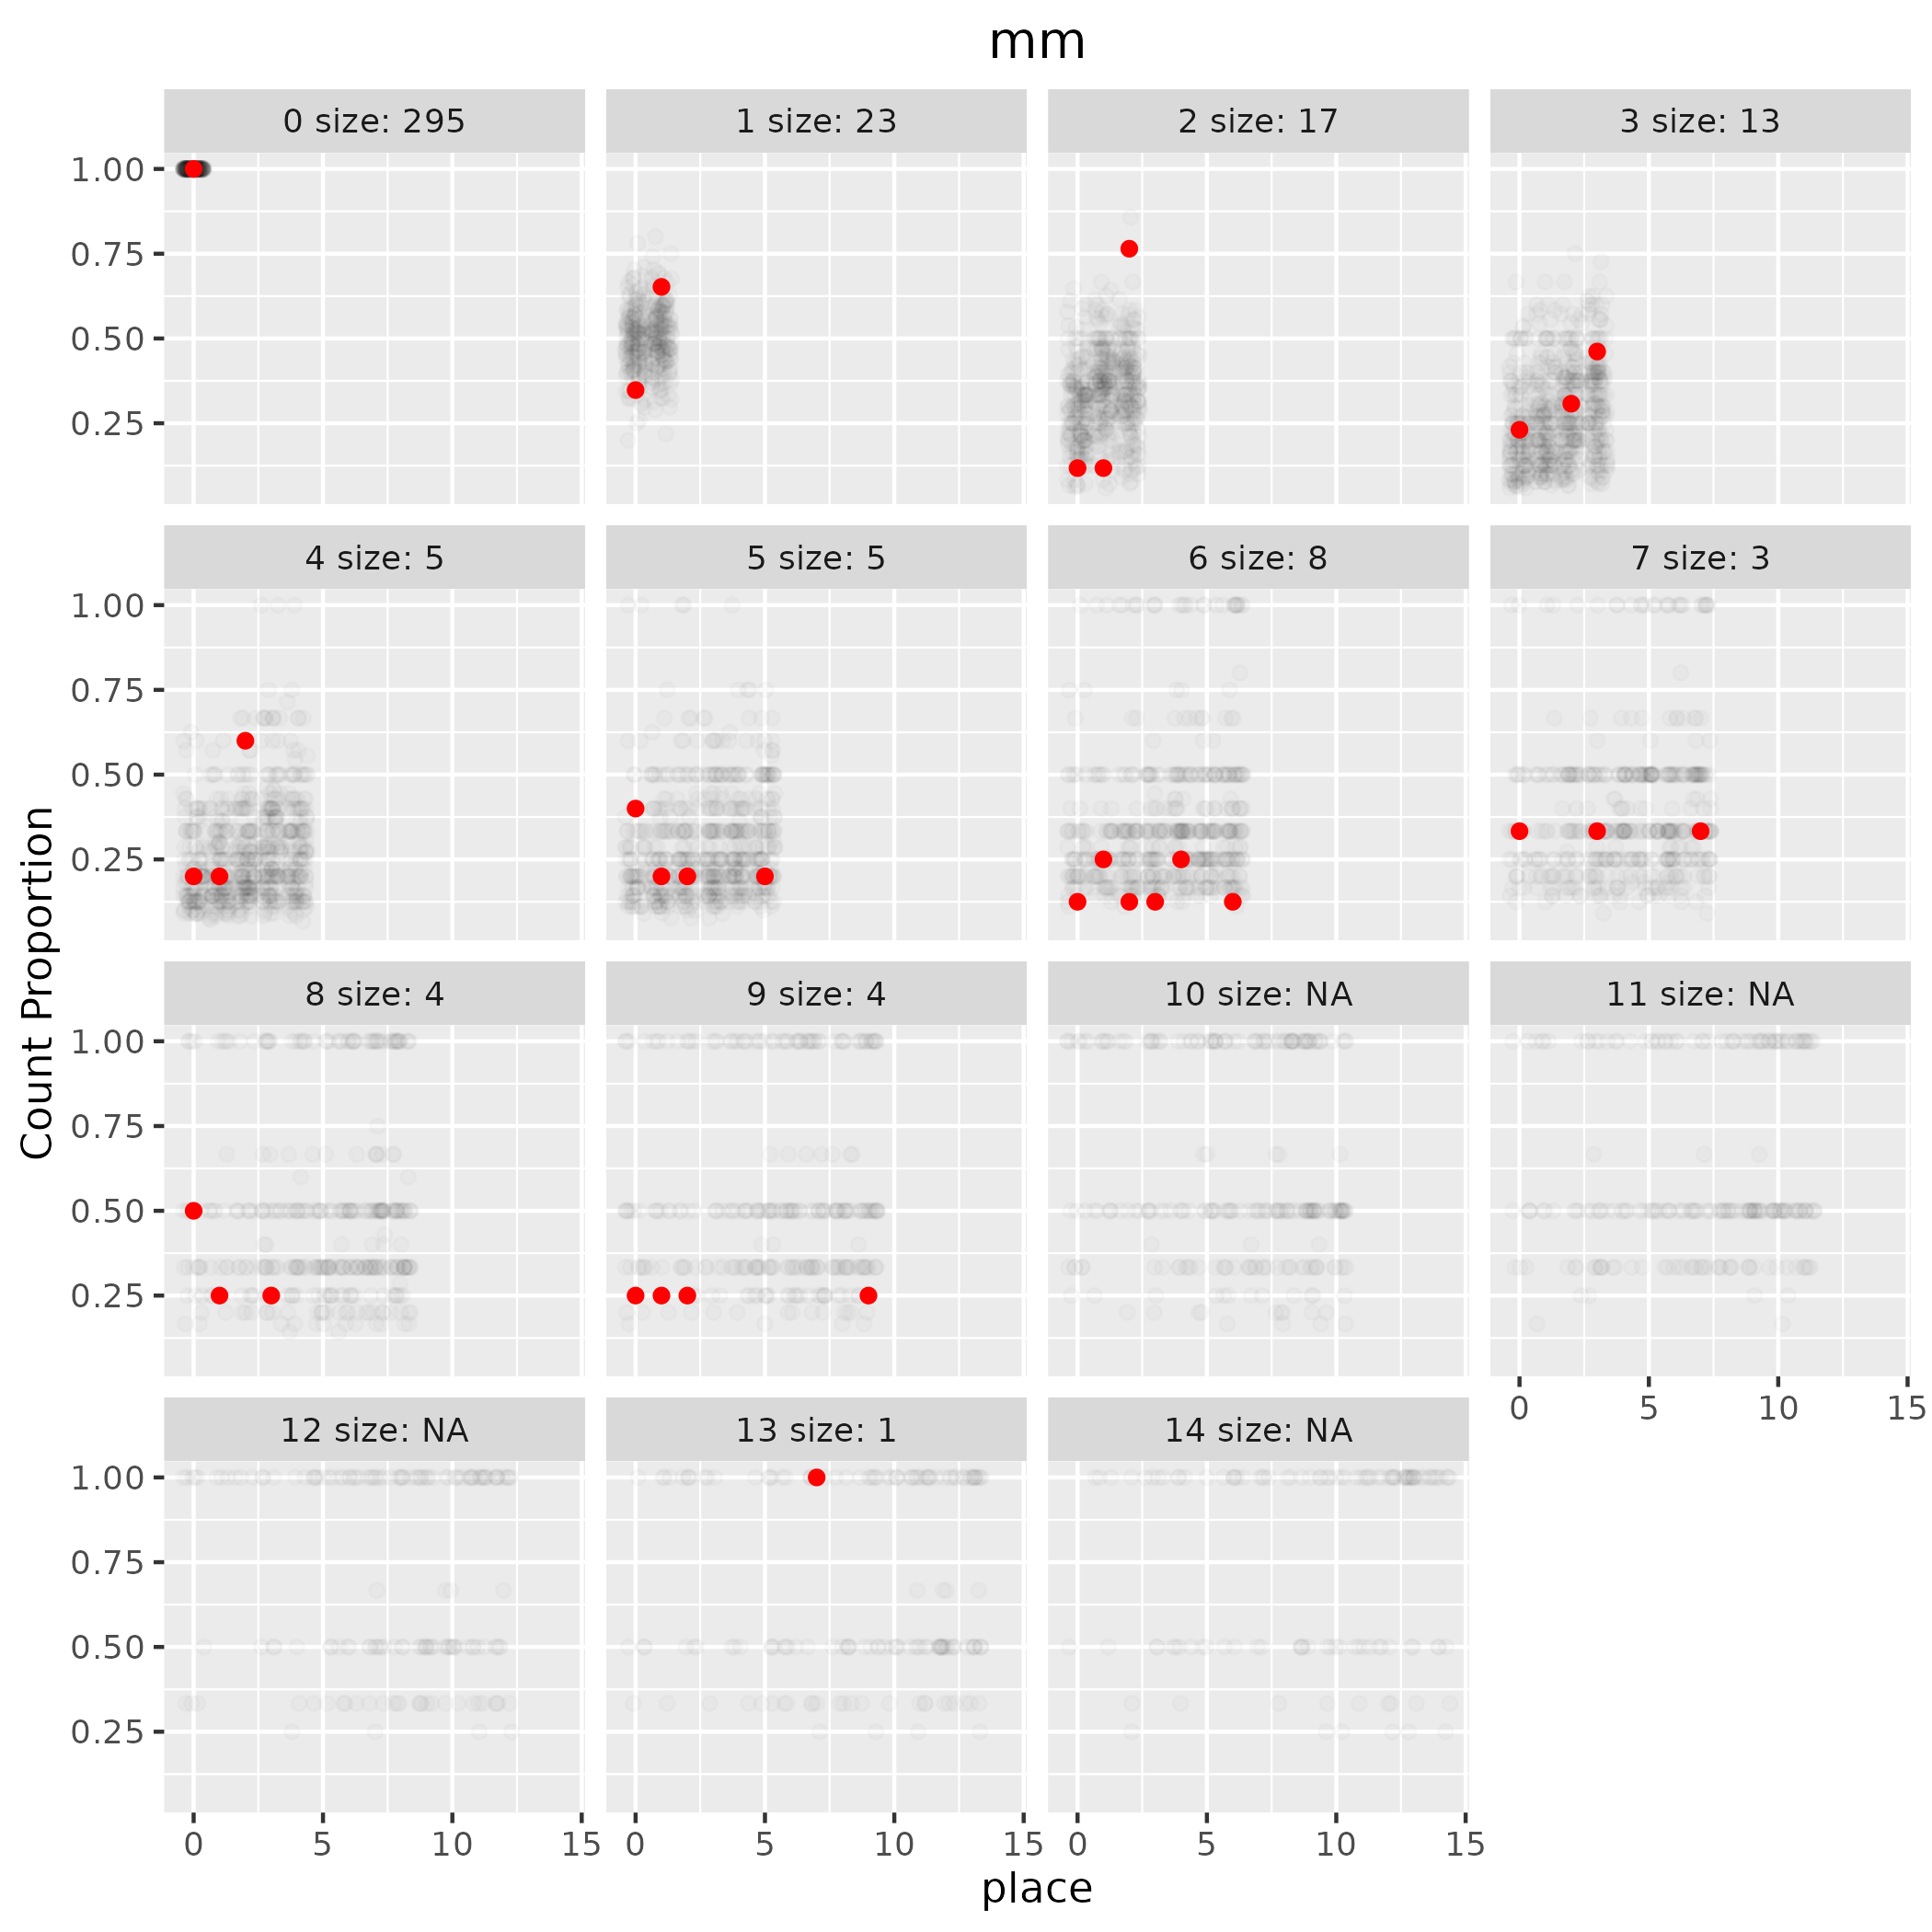 mm
0 size: 295
1 size: 23
2 size: 17
3 size: 13
1.00
0.75
0.50
0.25
4 size: 5
5 size: 5
6 size: 8
7 size: 3
1.00
0.75
0.50
0.25
Count Proportion
8 size: 4
9 size: 4
10 size: NA
11 size: NA
1.00
0.75
0.50
0.25
0 5 10 15
12 size: NA
13 size: 1
14 size: NA
1.00
0.75
0.50
0.25
0 5 10 15
0 5 10 15
0 5 10 15
place